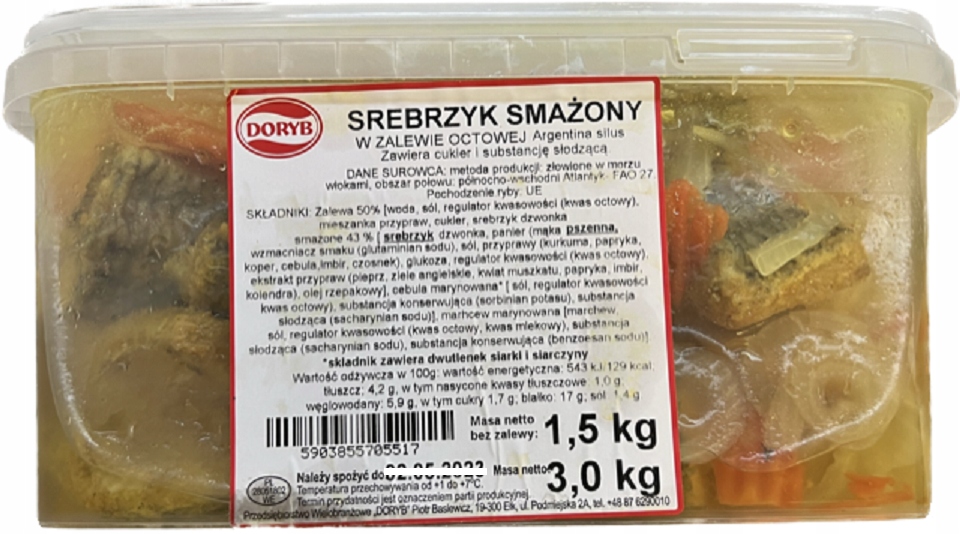 DORYB
SREBRZYK SMAŻONY
W ZALEWIE OCTOWEJ Argentina silus
Zawiera cukier i substancję słodzącą
DANE SUROWCA: metoda produkcji: złowione w morzu
włokami, obszar połowu: północno-wschodni Atlantyk- FAO 27.
Pochodzenie ryby: UE
SKŁADNIKI: Zalewa 50% [woda, sól, regulator kwasowości (kwas octowy),
mieszanka przypraw, cukier, srebrzyk dzwonka
smażone 43 % [ srebrzyk dzwonka, panier (mąka pszenna,
wzmacniacz smaku (glutaminian sodu), sól, przyprawy (kurkuma, papryka,
koper, cebula,imbir, czosnek), glukoza, regulator kwasowości (kwas octowy),
ekstrakt przypraw (pieprz, ziele angielskie, kwiat muszkatu, papryka, imbir,
kolendra), olej rzepakowy], cebula marynowana* [ sól, regulator kwasowości
kwas octowy), substancja konserwująca (sorbinian potasu), substancja
słodząca (sacharynian sodu)], marhcew marynowana [marchew,
sól, regulator kwasowości (kwas octowy, kwas mlekowy), substancja
słodząca (sacharynian sodu), substancja konserwująca (benzoesan sodu)]
*składnik zawiera dwutlenek siarki i siarczyny
Wartość odżywcza w 100g: wartość energetyczna: 543 kJ/129 kcal,
tłuszcz: 4,2 g, w tym nasycone kwasy tłuszczowe: 1,0 g;
węglowodany: 5,9 g, w tym cukry 1,7 g; białko: 17 g; sól: 1,4 g
Masa netto
bez zalewy: 1,5 kg
5903855705517
Należy spożyć do
Masa netto: 3,0 kg
Temperatura przechowywania od +1 do +7°C.
Termin przydatności jest oznaczeniem partii produkcyjnej.
PL
28051802
WE
Przedsiębiorstwo Wielobranżowe „DORYB" Piotr Basiewicz, 19-300 Ełk, ul. Podmiejska 2A, tel. +48 87 6290010